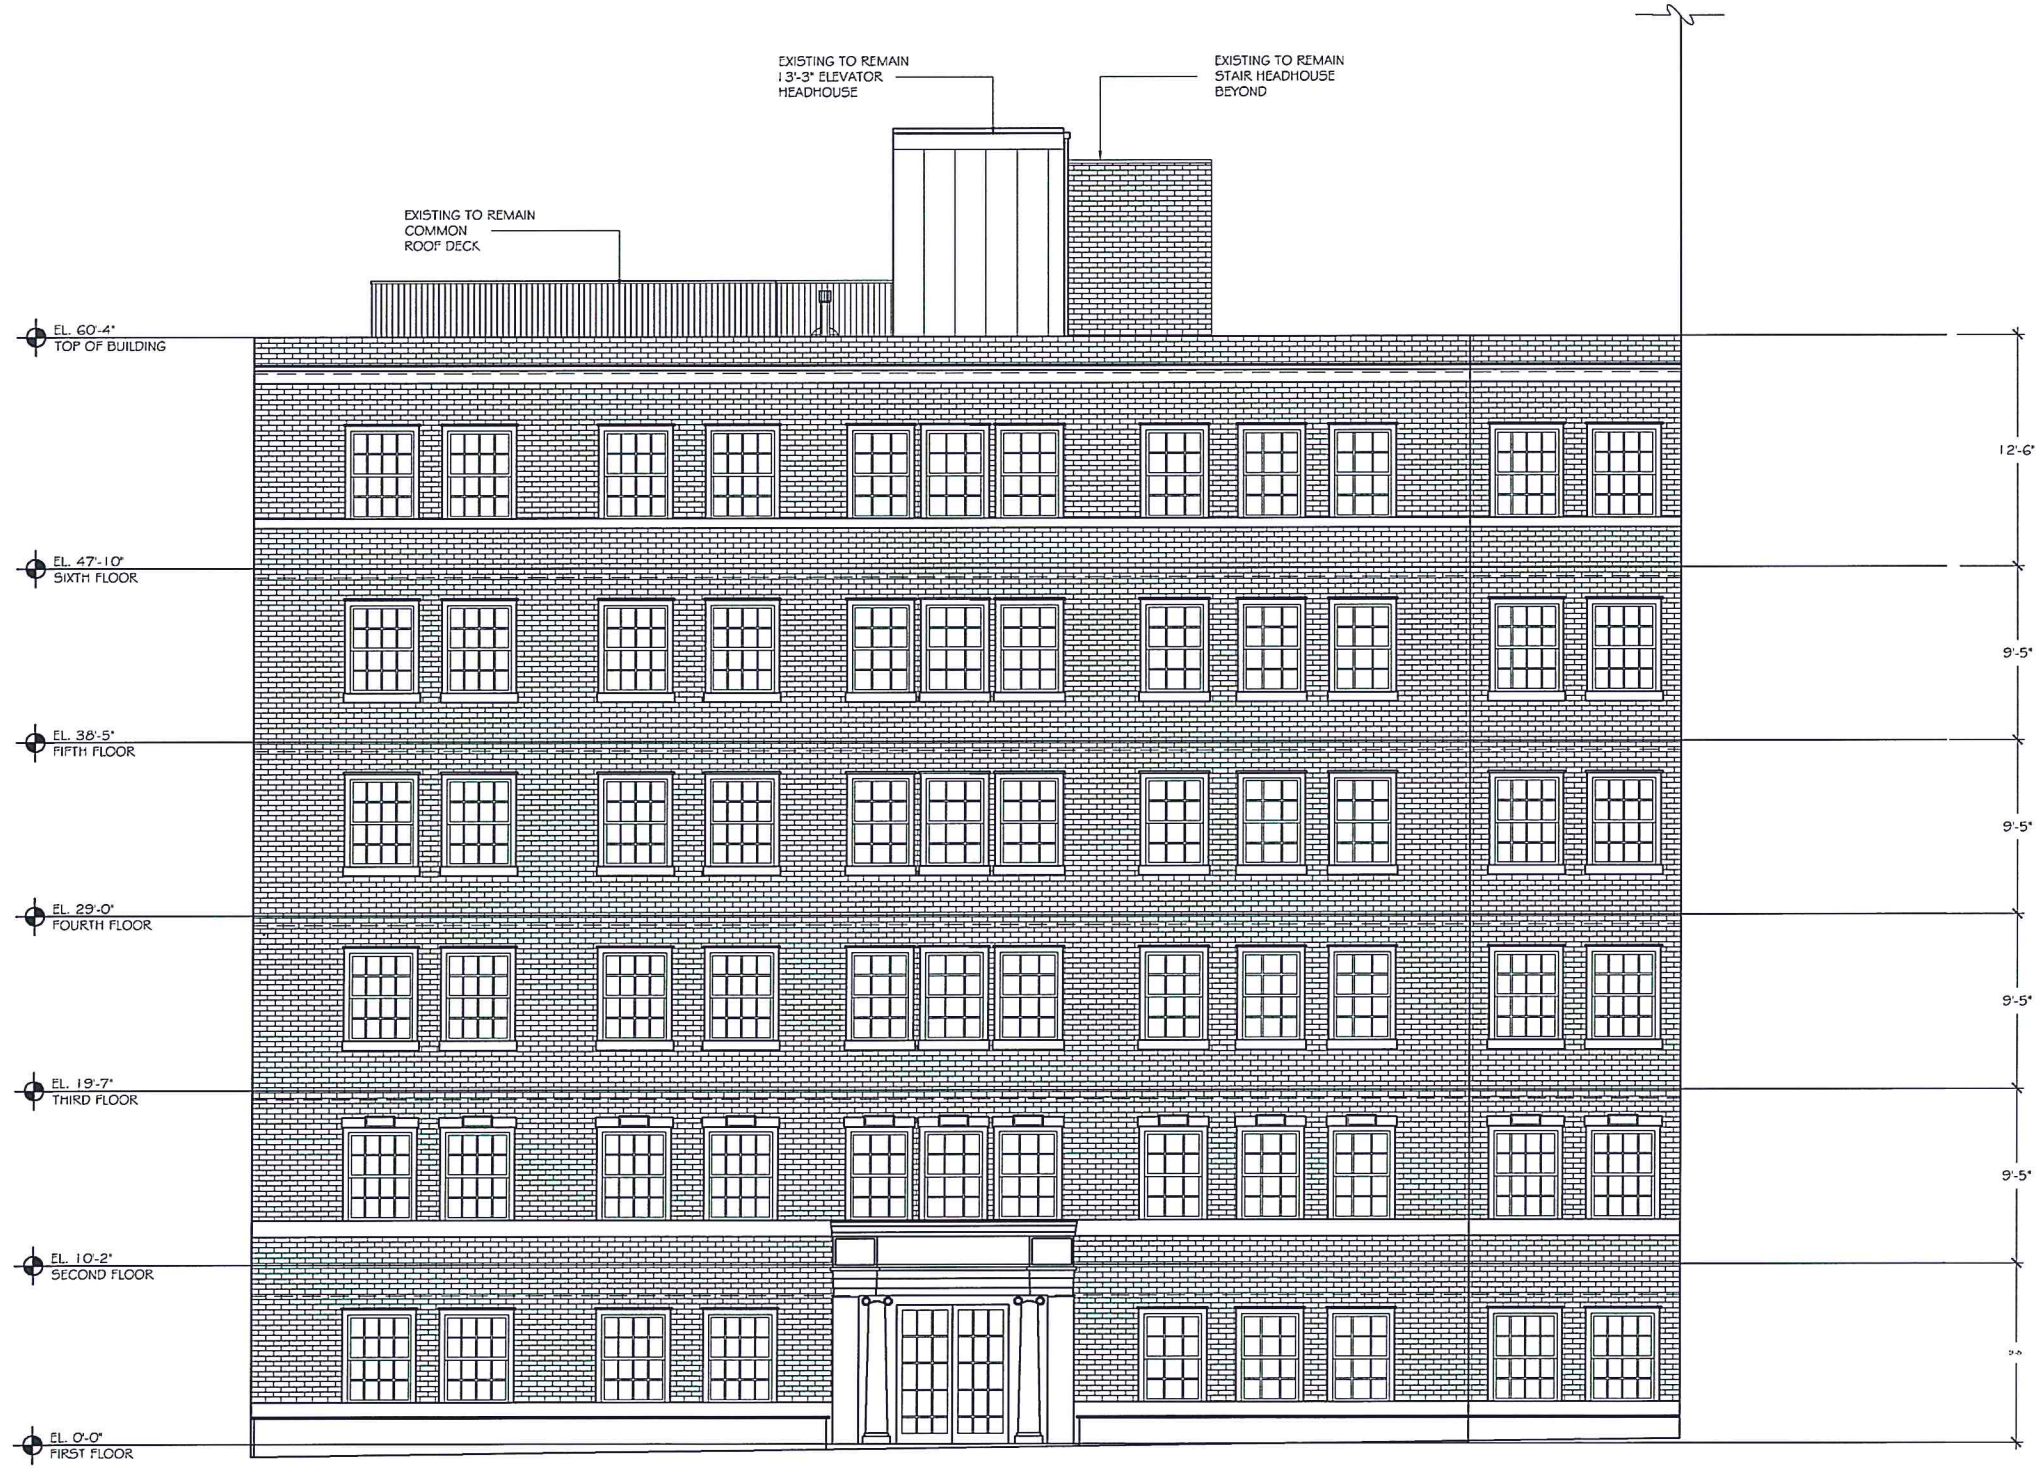 EXISTING TO REMAIN
13'-3" ELEVATOR
HEADHOUSE
EXISTING TO REMAIN
STAIR HEADHOUSE
BEYOND
EXISTING TO REMAIN
COMMON
ROOF DECK
EL. 60'-4"
TOP OF BUILDING
12'-6"
EL. 47'-10"
SIXTH FLOOR
9'-5"
EL. 38'-5"
FIFTH FLOOR
9'-5"
EL. 29'-0"
FOURTH FLOOR
9'-5"
EL. 19'-7"
THIRD FLOOR
9'-5"
EL. 10'-2"
SECOND FLOOR
EL. 0'-0"
FIRST FLOOR